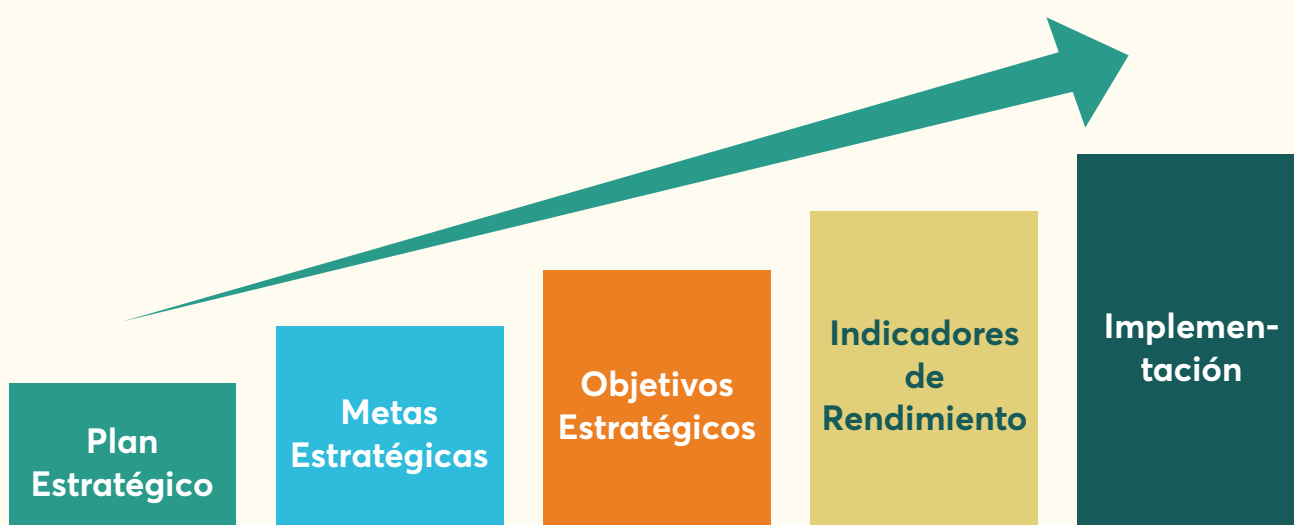 Plan
Estratégico
Metas
Estratégicas
Objetivos
Estratégicos
Indicadores
de
Rendimiento
Implemen-
tación